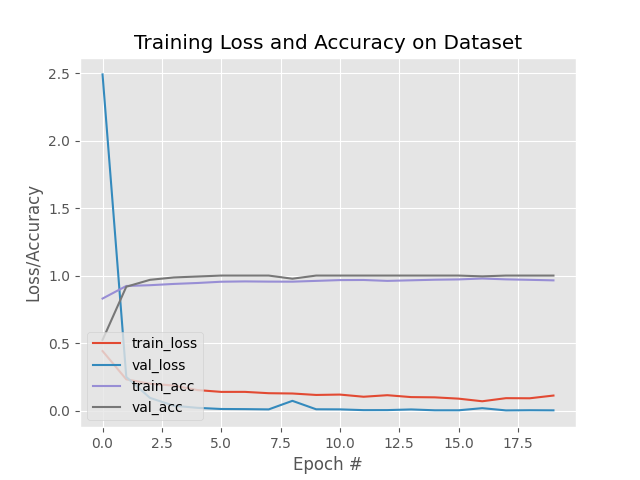 Training Loss and Accuracy on Dataset
2.5
2.0
1.5
1.0
0.5
0.0
Loss/Accuracy
train_loss
val_loss
train_acc
val_acc
0.0 2.5 5.0 7.5 10.0 12.5 15.0 17.5
Epoch #